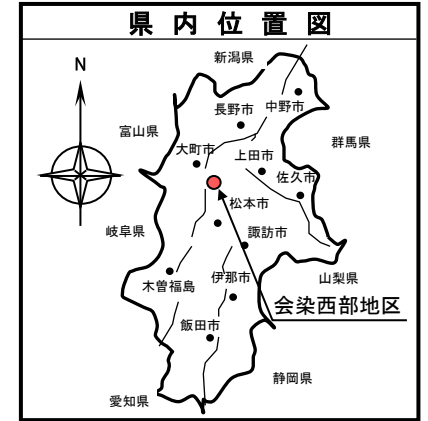 県内位置図
新潟県
N
長野市
中野市
富山県
群馬県
大町市
上田市
佐久市
松本市
岐阜県
諏訪市
山梨県
木曽福島
伊那市
会染西部地区
飯田市
静岡県
愛知県